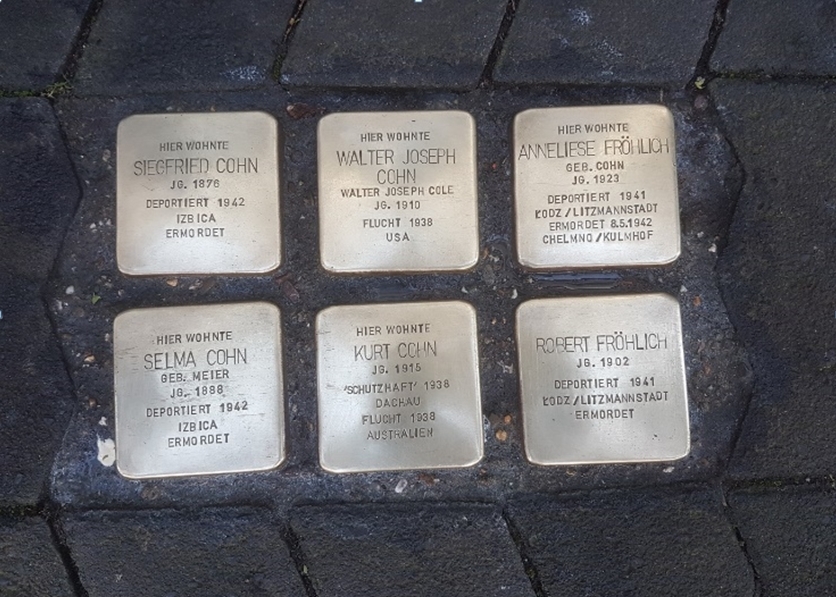 HIER WOHNTE
SIEGFRIED COHN
JG. 1876
DEPORTIERT 1942
IZBICA
ERMORDET
HIER WOHNTE
WALTER JOSEPH
COHN
WALTER JOSEPH COLE
JG. 1910
FLUCHT 1938
USA
HIER WOHNTE
ANNELIESE FRÖHLICH
GEB. COHN
JG. 1923
DEPORTIERT 1941
ŁODZ/LITZMANNSTADT
ERMORDET 8.5.1942
CHELMNO/KULMHOF
HIER WOHNTE
SELMA COHN
GEB. MEIER
JG. 1888
DEPORTIERT 1942
IZBICA
ERMORDET
HIER WOHNTE
KURT COHN
JG. 1915
'SCHUTZHAFT' 1938
DACHAU
FLUCHT 1938
AUSTRALIEN
ROBERT FRÖHLICH
JG. 1902
DEPORTIERT 1941
ŁODZ/LITZMANNSTADT
ERMORDET